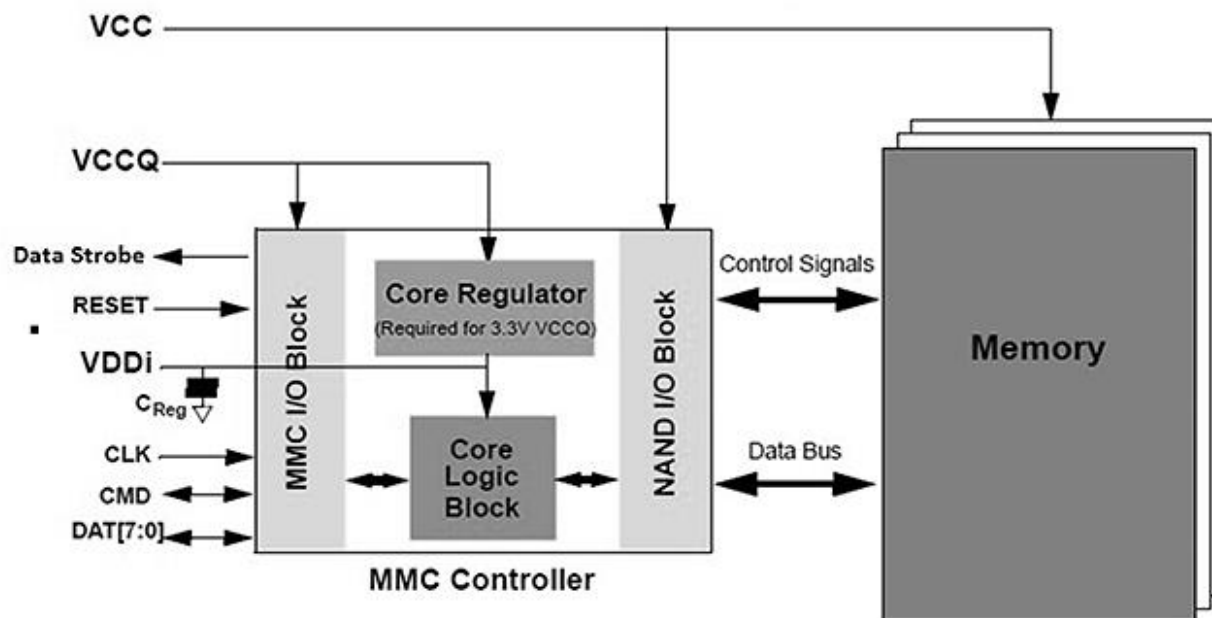 VCC
VCCQ
Data Strobe
RESET
VDDi
CReg
CLK
CMD
DAT[7:0]
MMC I/O Block
Core Regulator
(Required for 3.3V VCCQ)
Core
Logic
Block
NAND I/O Block
MMC Controller
Control Signals
Data Bus
Memory